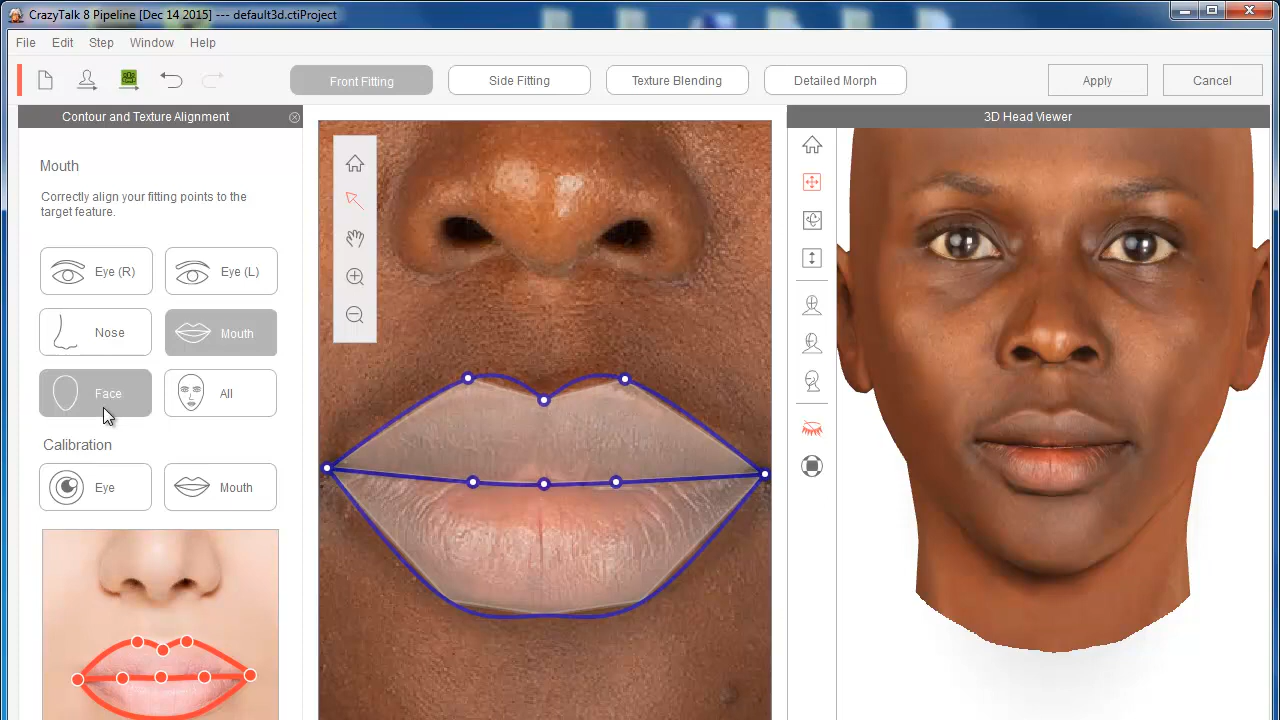 CrazyTalk 8 Pipeline [Dec 14 2015] --- default3d.ctiProject
File Edit Step Window Help
Front Fitting Side Fitting Texture Blending Detailed Morph Apply Cancel
Contour and Texture Alignment
3D Head Viewer
Mouth
Correctly align your fitting points to the
target feature.
Eye (R) Eye (L)
Nose Mouth
Face All
Calibration
Eye Mouth